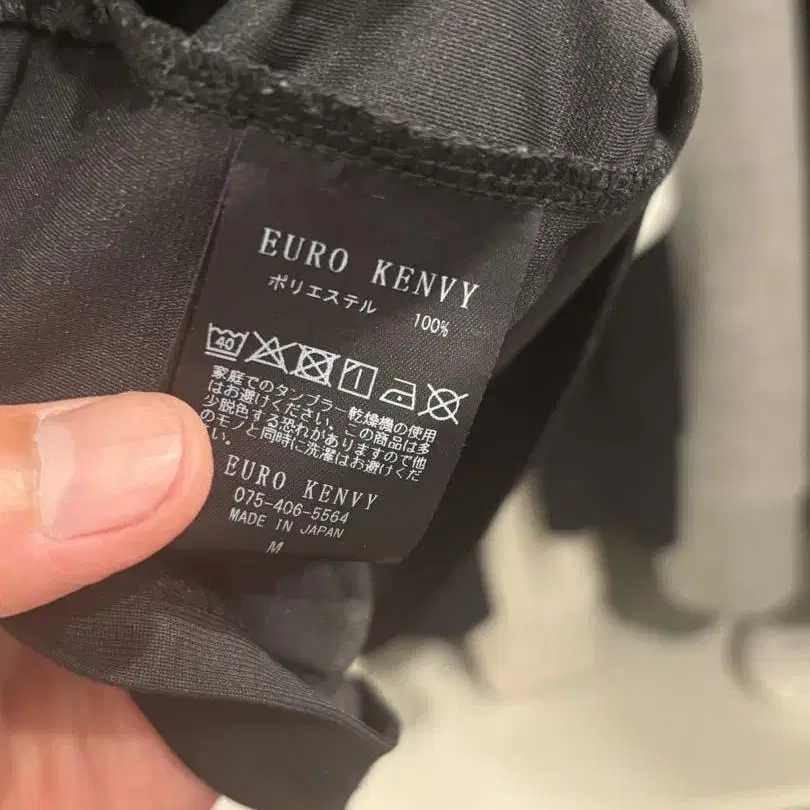 EURO KENVY
ポリエステル 100%
40
家庭でのタンブラー乾燥機の使用
はお避けください。この商品は多
少脱色する恐れがありますので他
のモノと同時に洗濯はお避けくだ
さい。
EURO KENVY
075-406-5564
MADE IN JAPAN
M